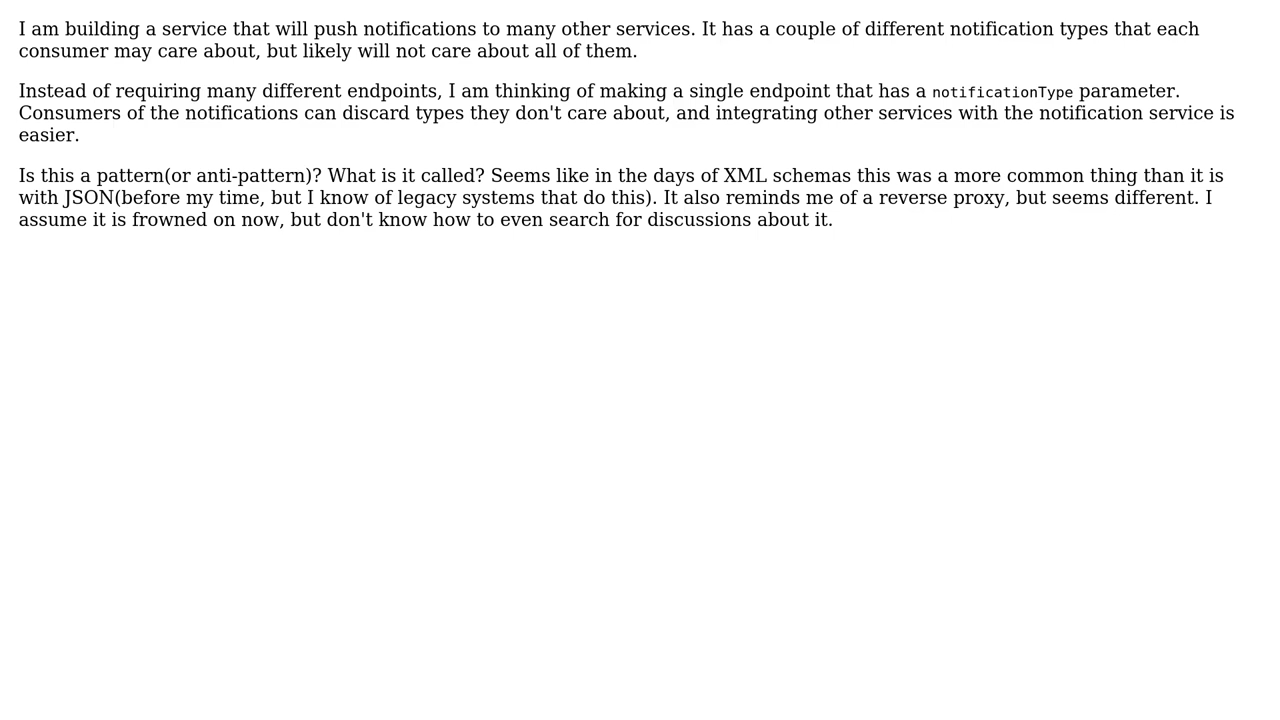 I am building a service that will push notifications to many other services. It has a couple of different notification types that each
consumer may care about, but likely will not care about all of them.
Instead of requiring many different endpoints, I am thinking of making a single endpoint that has a notificationType parameter.
Consumers of the notifications can discard types they don't care about, and integrating other services with the notification service is
easier.
Is this a pattern(or anti-pattern)? What is it called? Seems like in the days of XML schemas this was a more common thing than it is
with JSON(before my time, but I know of legacy systems that do this). It also reminds me of a reverse proxy, but seems different. I
assume it is frowned on now, but don't know how to even search for discussions about it.